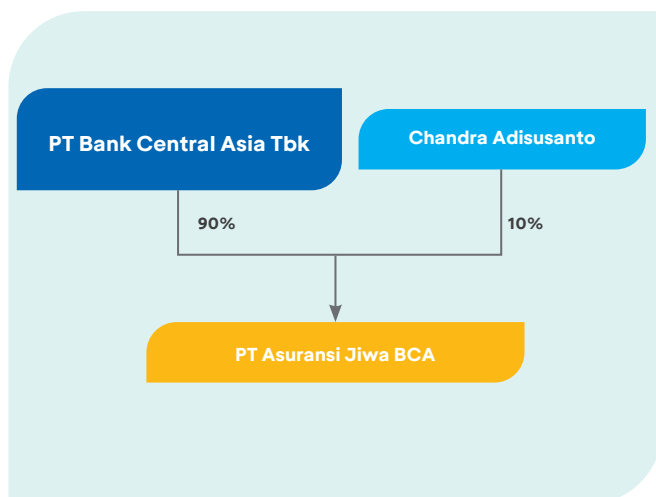 PT Bank Central Asia Tbk
Chandra Adisusanto
90%
10%
PT Asuransi Jiwa BCA